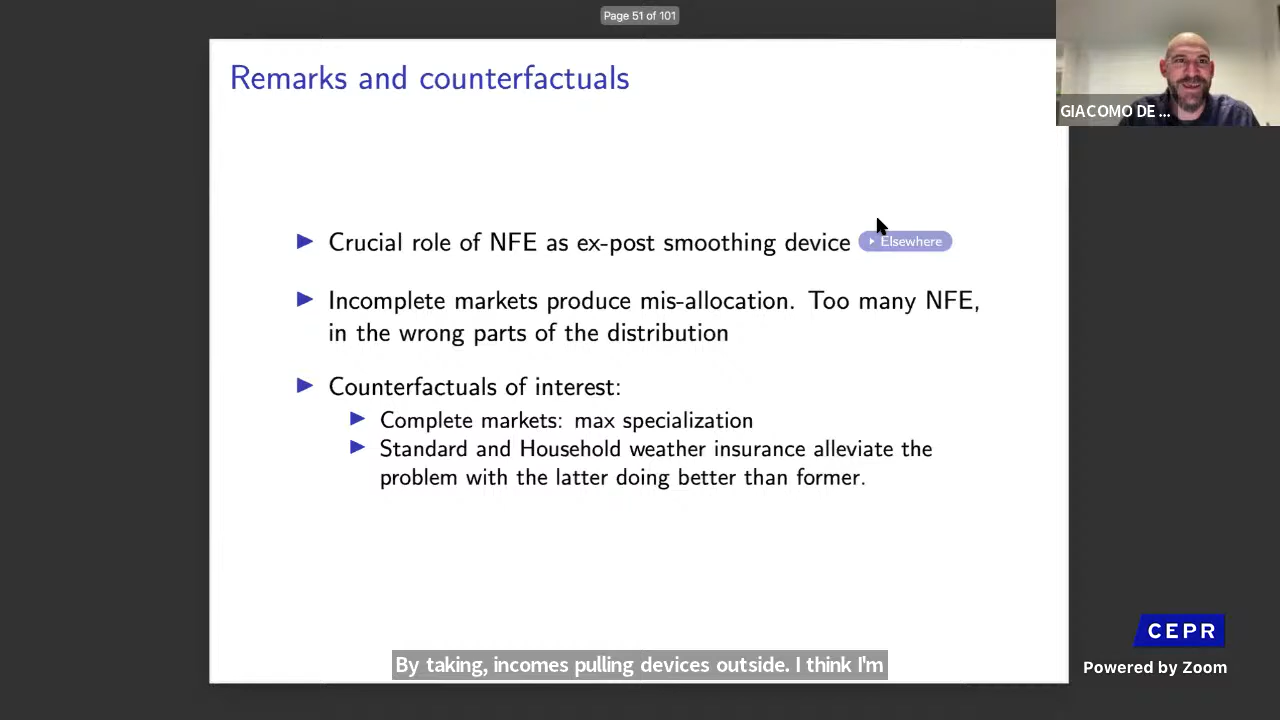 Page 51 of 101
Remarks and counterfactuals
GIACOMO DE ...
Crucial role of NFE as ex-post smoothing device
Elsewhere
Incomplete markets produce mis-allocation. Too many NFE,
in the wrong parts of the distribution
Counterfactuals of interest:
Complete markets: max specialization
Standard and Household weather insurance alleviate the
problem with the latter doing better than former.
CEPR
Powered by Zoom
By taking, incomes pulling devices outside. I think I'm